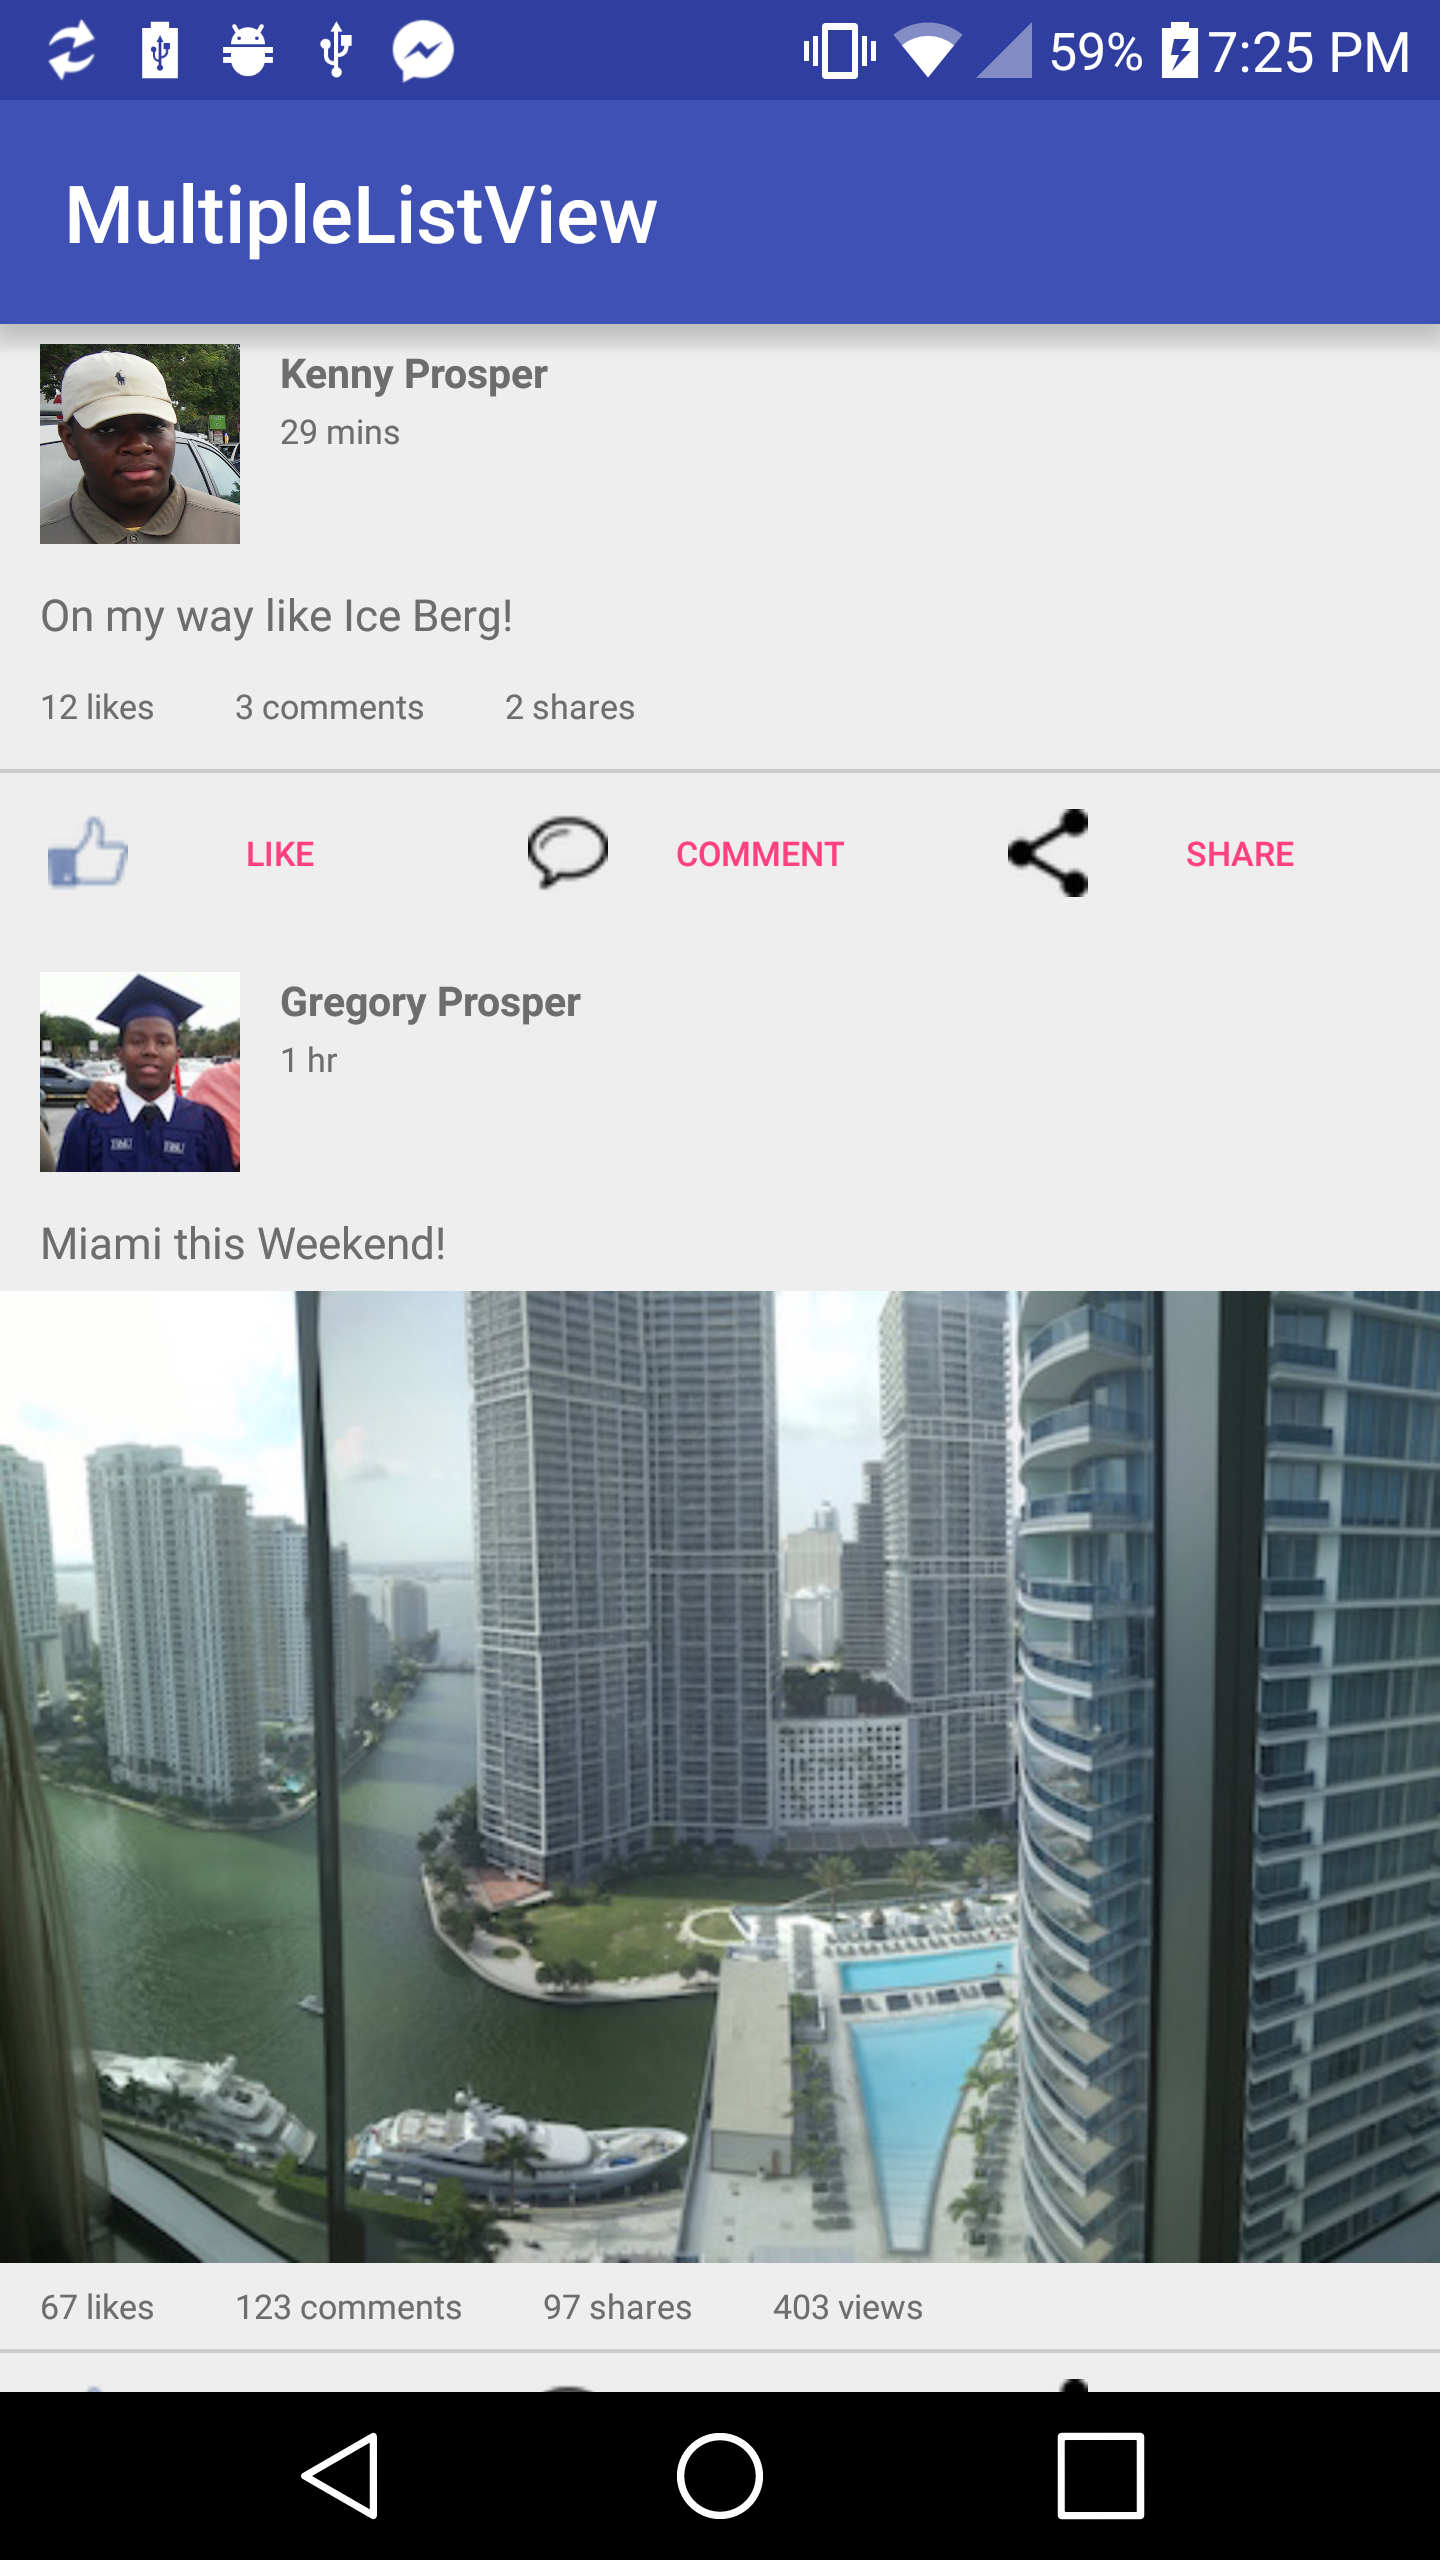 59% 7:25 PM
MultipleListView
Kenny Prosper
29 mins
On my way like Ice Berg!
12 likes 3 comments 2 shares
LIKE COMMENT SHARE
Gregory Prosper
1 hr
Miami this Weekend!
67 likes 123 comments 97 shares 403 views